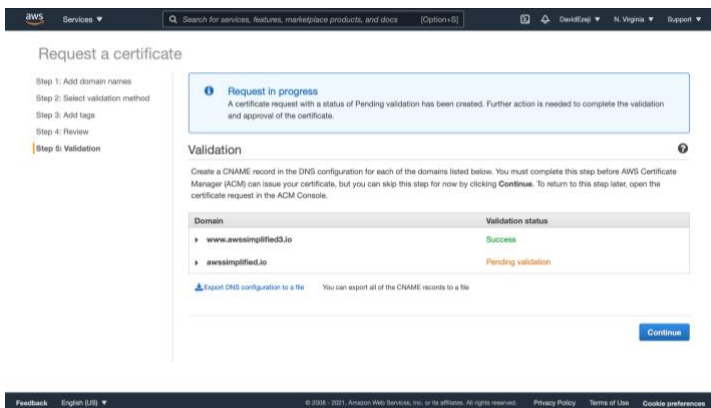 aws Services Search for services, features, marketplace products, and docs [Option+S] DavidEzeji N. Virginia Support
Request a certificate
Step 1: Add domain names
Step 2: Select validation method
Step 3: Add tags
Step 4: Review
Step 5: Validation
Request in progress
A certificate request with a status of Pending validation has been created. Further action is needed to complete the validation
and approval of the certificate.
Validation
Create a CNAME record in the DNS configuration for each of the domains listed below. You must complete this step before AWS Certificate
Manager (ACM) can issue your certificate, but you can skip this step for now by clicking Continue. To return to this step later, open the
certificate request in the ACM Console.
Domain Validation status
www.awssimplified3.io Success
awssimplified.io Pending validation
Export DNS configuration to a file You can export all of the CNAME records to a file
Continue
Feedback English (US) © 2008 - 2021, Amazon Web Services, Inc. or its affiliates. All rights reserved. Privacy Policy Terms of Use Cookie preferences